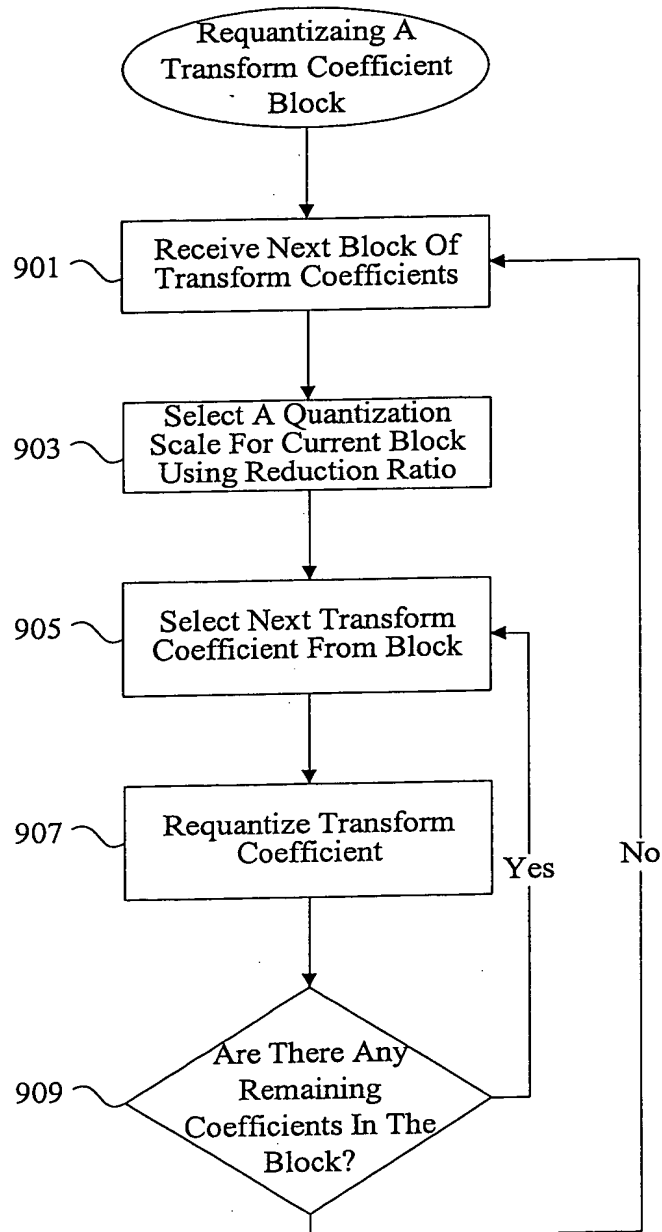 Requantizaing A
Transform Coefficient
Block
901
Receive Next Block Of
Transform Coefficients
903
Select A Quantization
Scale For Current Block
Using Reduction Ratio
905
Select Next Transform
Coefficient From Block
907
Requantize Transform
Coefficient
Yes
No
909
Are There Any
Remaining
Coefficients In The
Block?